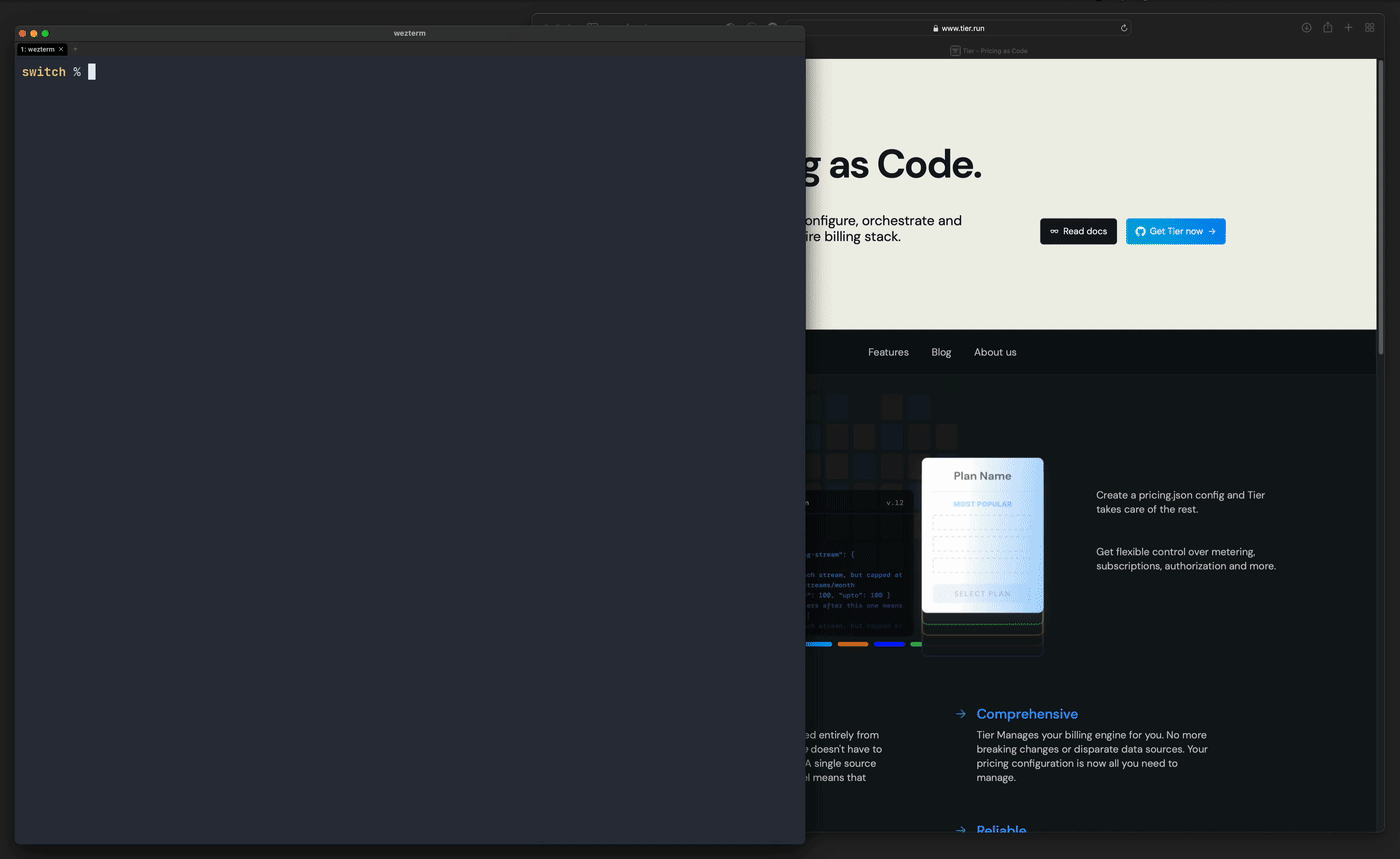 wezterm
1: wezterm ×
+
switch %
www.tier.run
Tier - Pricing as Code
g as Code.
onfigure, orchestrate and
ire billing stack.
Read docs
Get Tier now →
Features
Blog
About us
n
v.12
g-stream": {
ch stream, but capped at
treams/month
": 100, "upto": 100 ]
ers after this one means
[
ch stream, but capped at
Plan Name
MOST POPULAR
SELECT PLAN
Create a pricing.json config and Tier
takes care of the rest.
Get flexible control over metering,
subscriptions, authorization and more.
ed entirely from
e doesn't have to
A single source
el means that
→ Comprehensive
Tier Manages your billing engine for you. No more
breaking changes or disparate data sources. Your
pricing configuration is now all you need to
manage.
→ Reliable